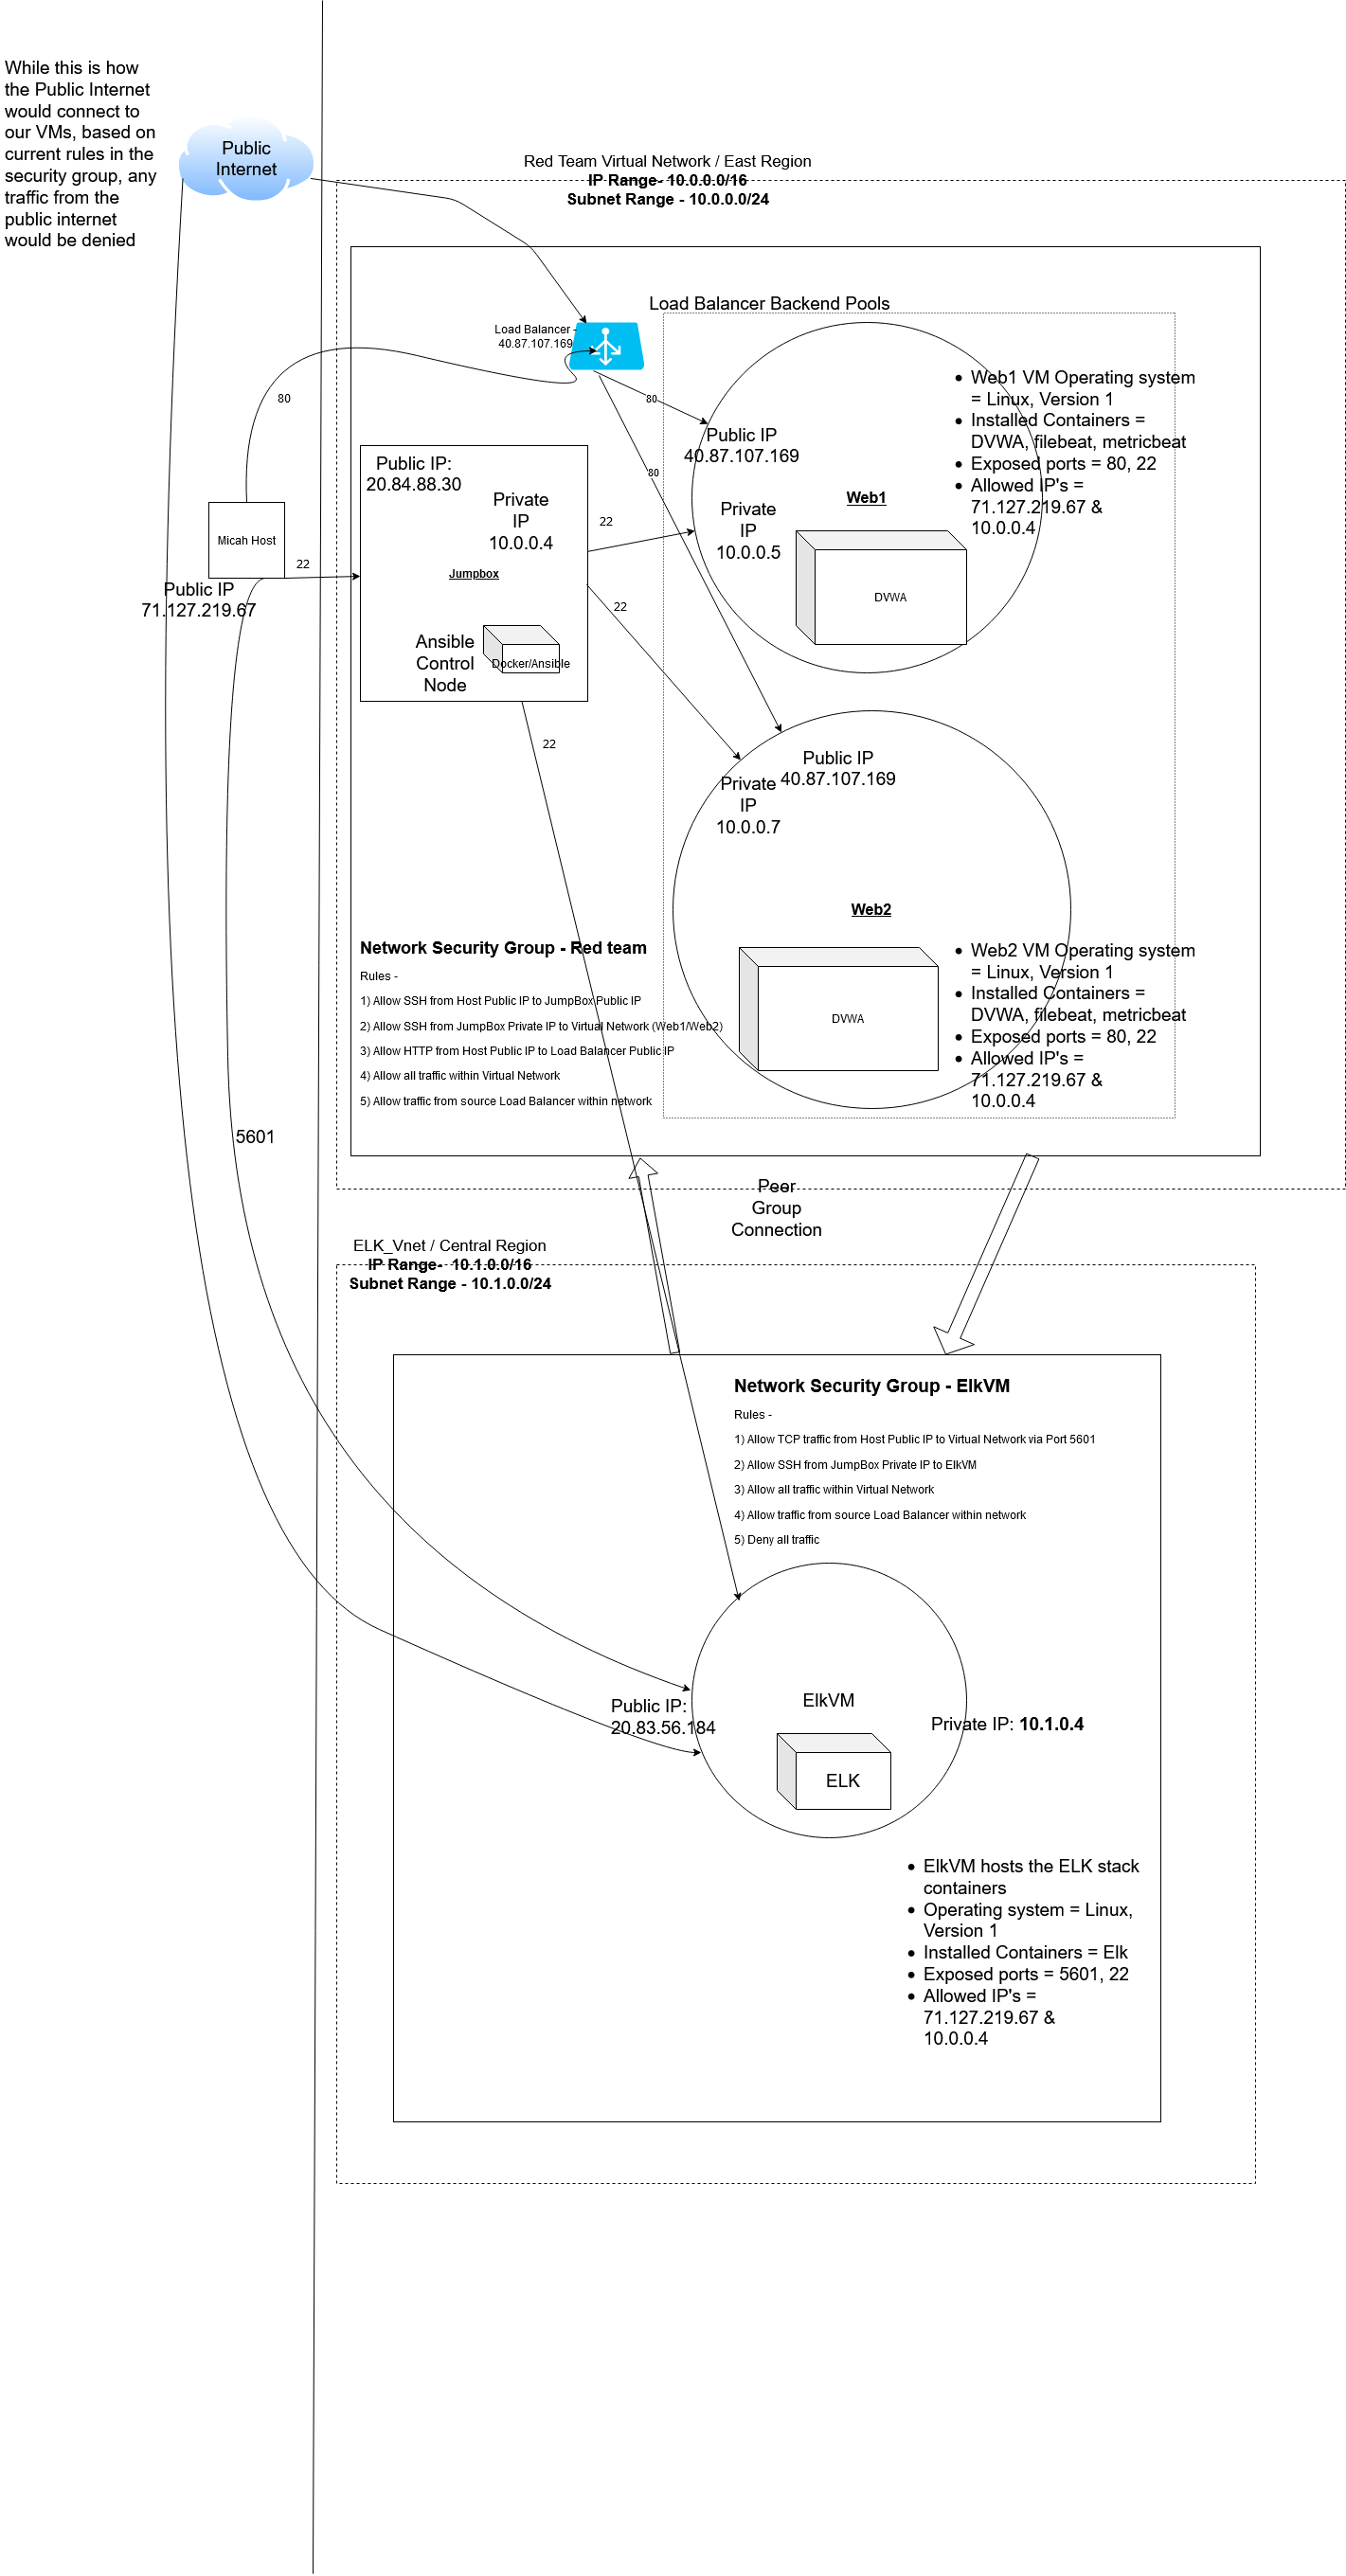 While this is how
the Public Internet
would connect to
our VMs, based on
current rules in the
security group, any
traffic from the
public internet
would be denied
Public
Internet
Red Team Virtual Network / East Region
IP Range- 10.0.0.0/16
Subnet Range - 10.0.0.0/24
Load Balancer Backend Pools
Load Balancer -
40.87.107.169
80
80
80
Public IP
40.87.107.169
Web1
Private
IP
10.0.0.5
DVWA
Web1 VM Operating system
= Linux, Version 1
Installed Containers =
DVWA, filebeat, metricbeat
Exposed ports = 80, 22
Allowed IP's =
71.127.219.67 &
10.0.0.4
Public IP:
20.84.88.30
Private
IP
10.0.0.4
Jumpbox
Ansible
Control
Node
Docker/Ansible
Micah Host
Public IP
71.127.219.67
22
22
22
22
Public IP
40.87.107.169
Private
IP
10.0.0.7
Web2
DVWA
Web2 VM Operating system
= Linux, Version 1
Installed Containers =
DVWA, filebeat, metricbeat
Exposed ports = 80, 22
Allowed IP's =
71.127.219.67 &
10.0.0.4
Network Security Group - Red team
Rules -
1) Allow SSH from Host Public IP to JumpBox Public IP
2) Allow SSH from JumpBox Private IP to Virtual Network (Web1/Web2)
3) Allow HTTP from Host Public IP to Load Balancer Public IP
4) Allow all traffic within Virtual Network
5) Allow traffic from source Load Balancer within network
5601
Peer
Group
Connection
ELK_Vnet / Central Region
IP Range-  10.1.0.0/16
Subnet Range - 10.1.0.0/24
Network Security Group - ElkVM
Rules -
1) Allow TCP traffic from Host Public IP to Virtual Network via Port 5601
2) Allow SSH from JumpBox Private IP to ElkVM
3) Allow all traffic within Virtual Network
4) Allow traffic from source Load Balancer within network
5) Deny all traffic
Public IP:
20.83.56.184
ElkVM
Private IP: 10.1.0.4
ELK
ElkVM hosts the ELK stack
containers
Operating system = Linux,
Version 1
Installed Containers = Elk
Exposed ports = 5601, 22
Allowed IP's =
71.127.219.67 &
10.0.0.4